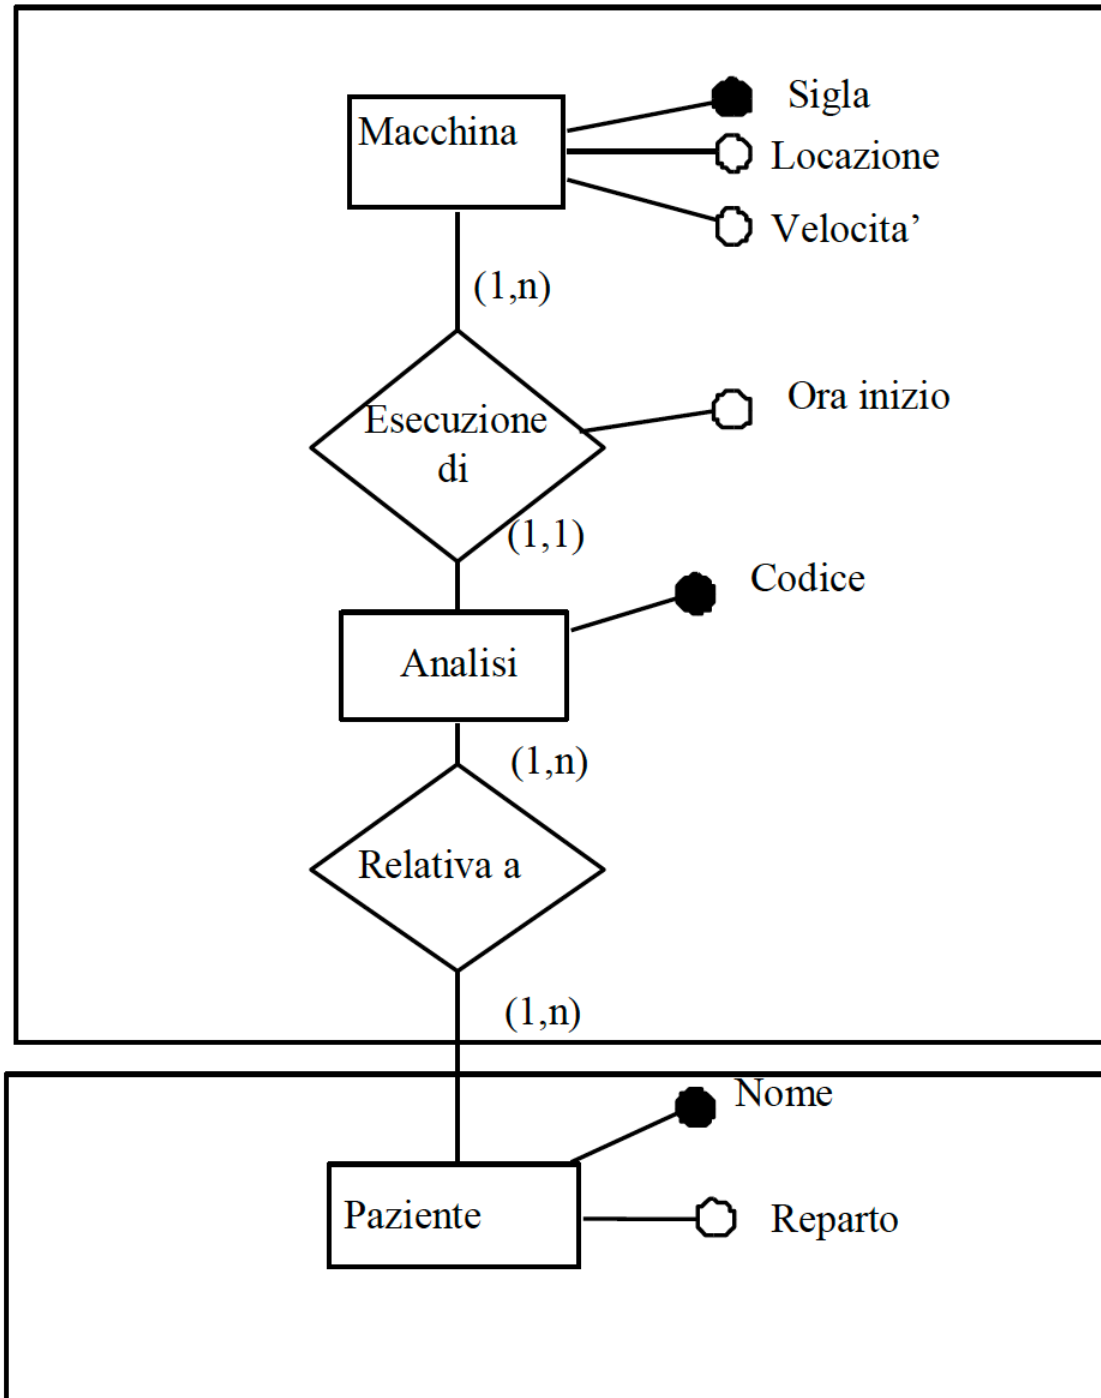 Sigla
Macchina
Locazione
Velocita’
(1,n)
Ora inizio
Esecuzione
di
(1,1)
Codice
Analisi
(1,n)
Relativa a
(1,n)
Nome
Paziente
Reparto